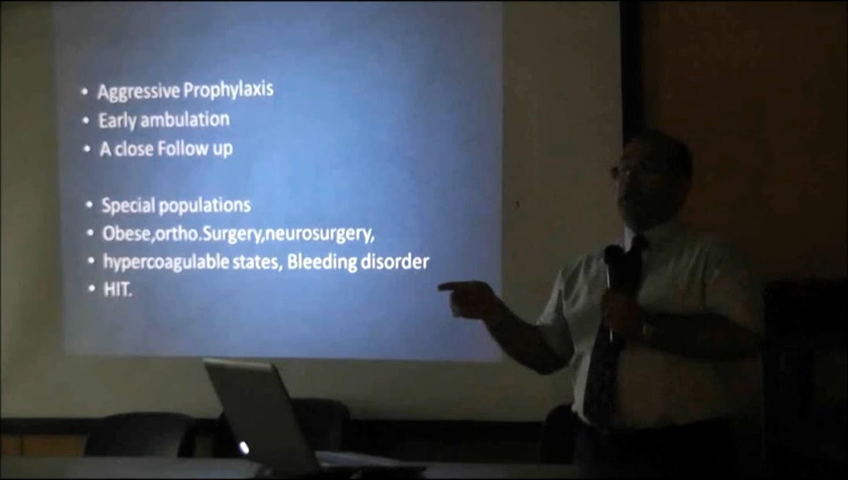 • Aggressive Prophylaxis
• Early ambulation
• A close Follow up
• Special populations
• Obese,ortho.Surgery,neurosurgery,
• hypercoagulable states, Bleeding disorder
• HIT.